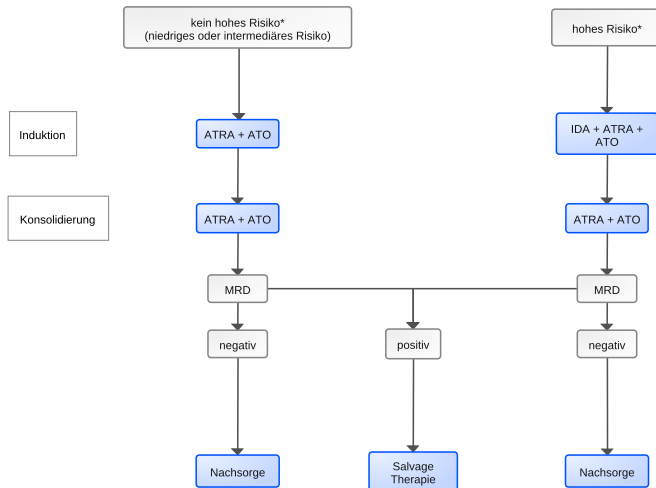 kein hohes Risiko*
(niedriges oder intermediäres Risiko)
hohes Risiko*
Induktion
ATRA + ATO
IDA + ATRA +
ATO
Konsolidierung
ATRA + ATO
ATRA + ATO
MRD
MRD
negativ
positiv
negativ
Nachsorge
Salvage
Therapie
Nachsorge